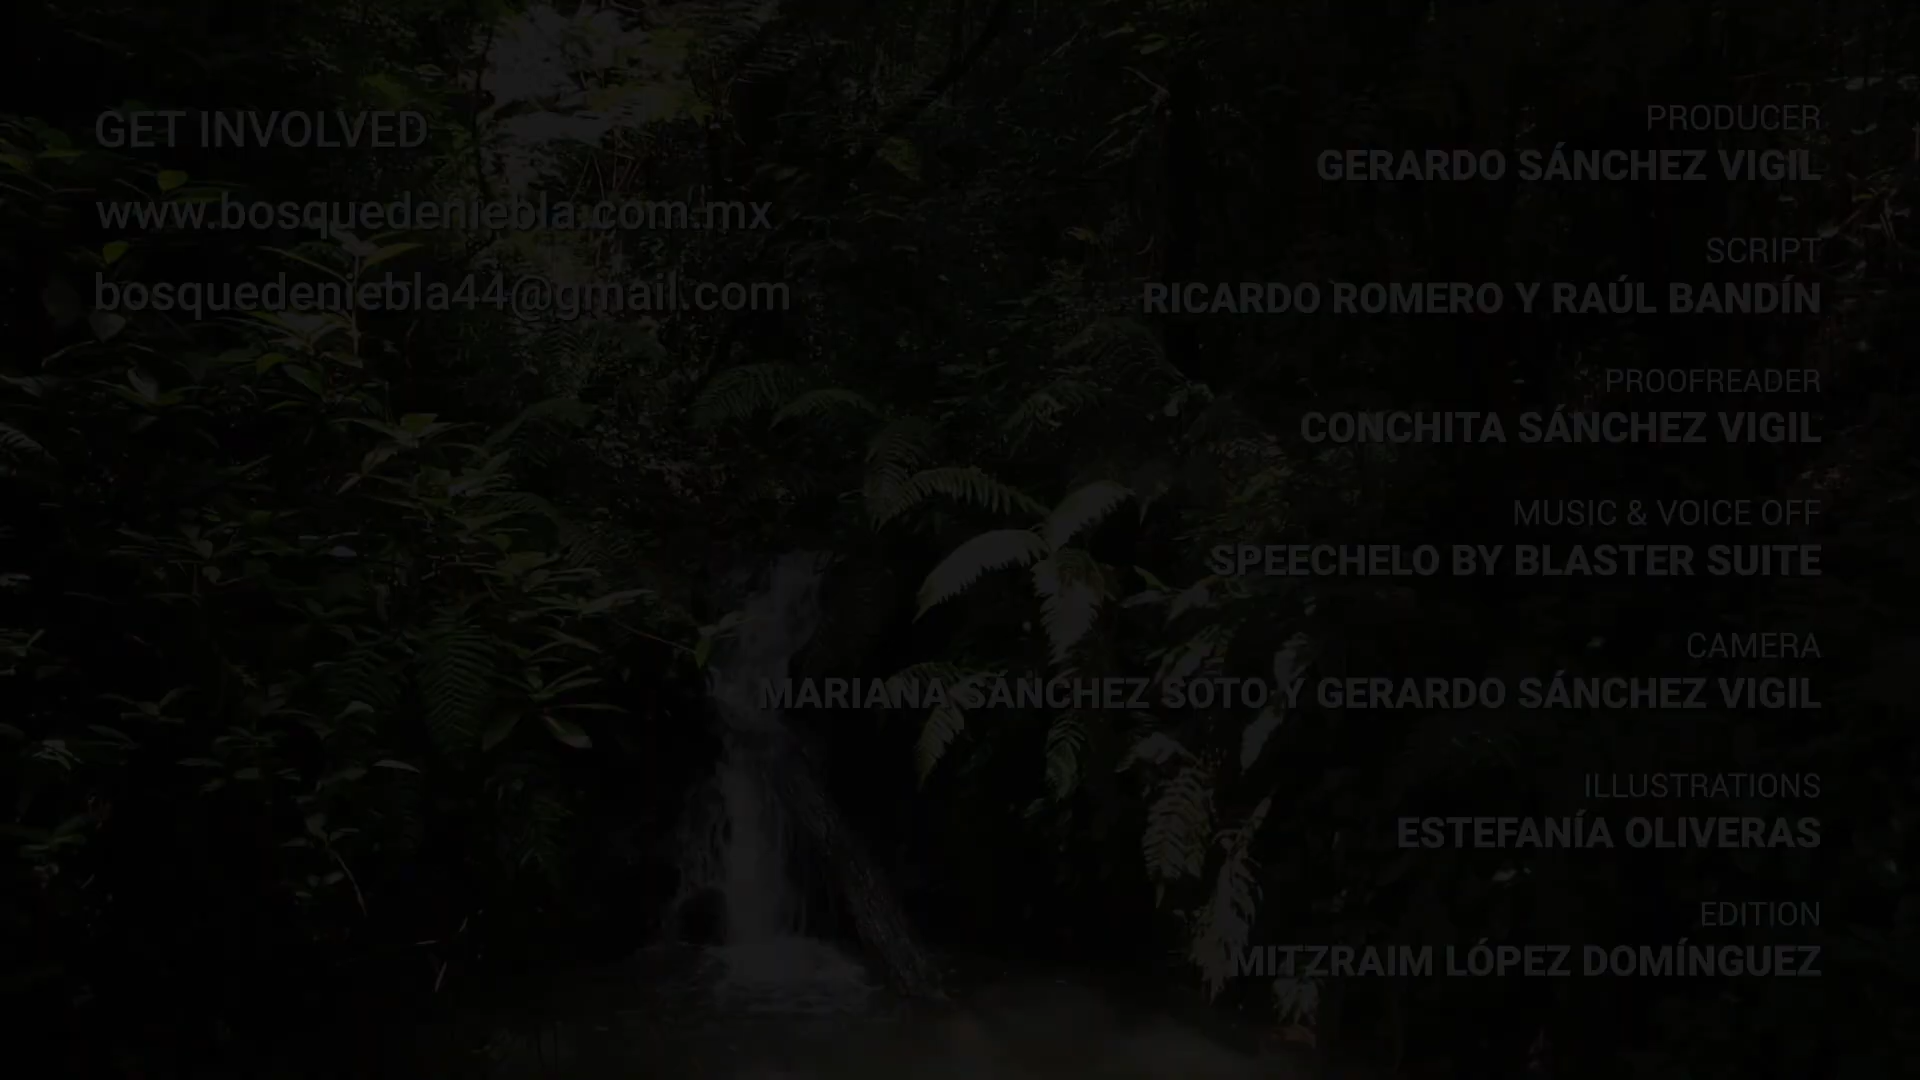 GET INVOLVED
www.bosquedeniebla.com.mx
bosquedeniebla44@gmail.com
PRODUCER
GERARDO SÁNCHEZ VIGIL
SCRIPT
RICARDO ROMERO Y RAÚL BANDÍN
PROOFREADER
CONCHITA SÁNCHEZ VIGIL
MUSIC & VOICE OFF
SPEECHELO BY BLASTER SUITE
CAMERA
MARIANA SÁNCHEZ SOTO Y GERARDO SÁNCHEZ VIGIL
ILLUSTRATIONS
ESTEFANÍA OLIVERAS
EDITION
MITZRAIM LÓPEZ DOMÍNGUEZ